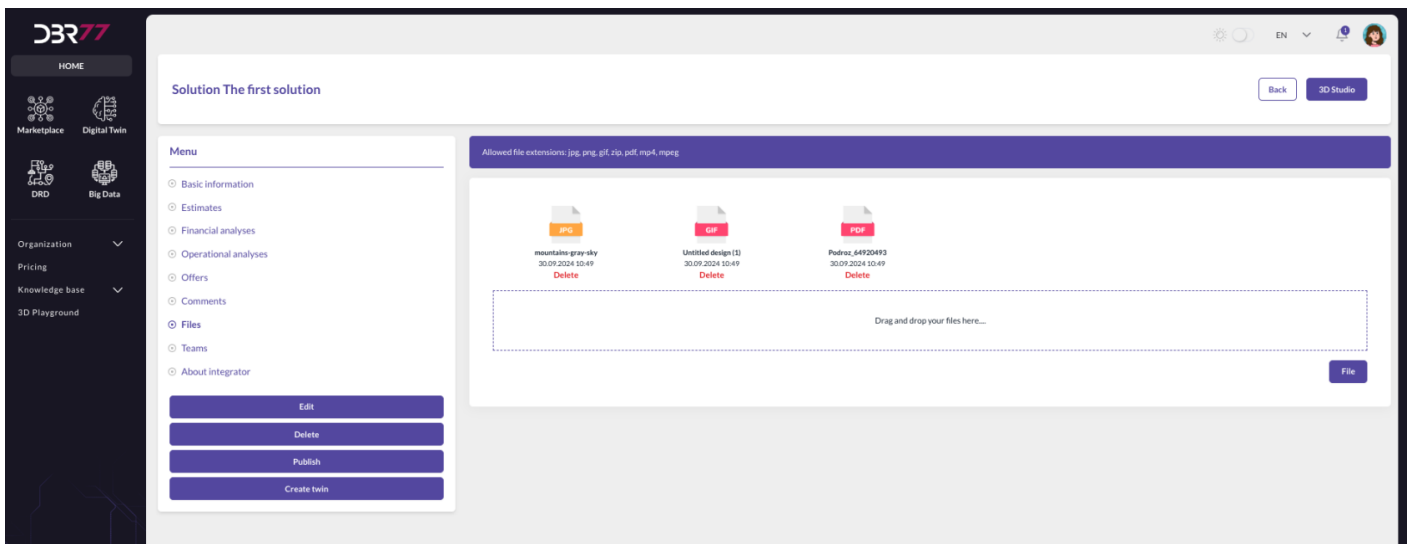 DBR77
HOME
Marketplace
Digital Twin
DRD
Big Data
Organization
Pricing
Knowledge base
3D Playground
EN
1
Solution The first solution
Back
3D Studio
Menu
Basic information
Estimates
Financial analyses
Operational analyses
Offers
Comments
Files
Teams
About integrator
Edit
Delete
Publish
Create twin
Allowed file extensions: jpg, png, gif, zip, pdf, mp4, mpeg
JPG
mountains-gray-sky
30.09.2024 10:49
Delete
GIF
Untitled design (1)
30.09.2024 10:49
Delete
PDF
Podroz_64920493
30.09.2024 10:49
Delete
Drag and drop your files here....
File